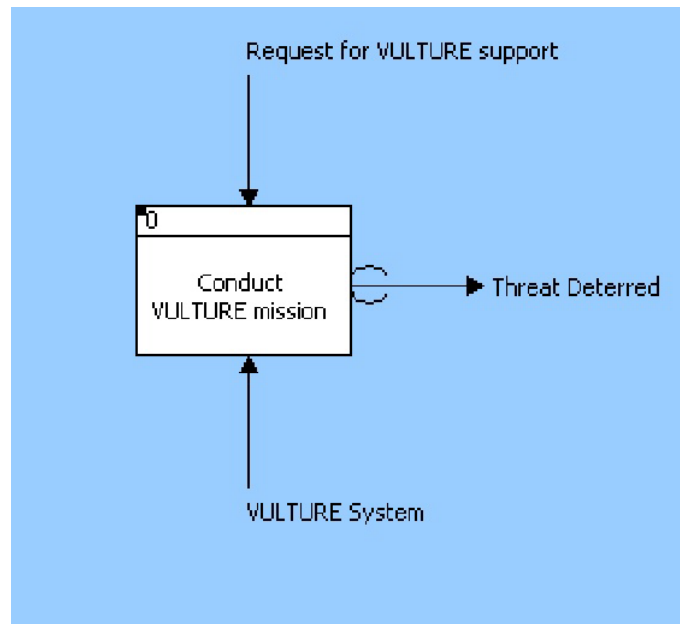 Request for VULTURE support
0
Conduct
VULTURE mission
Threat Deterred
VULTURE System